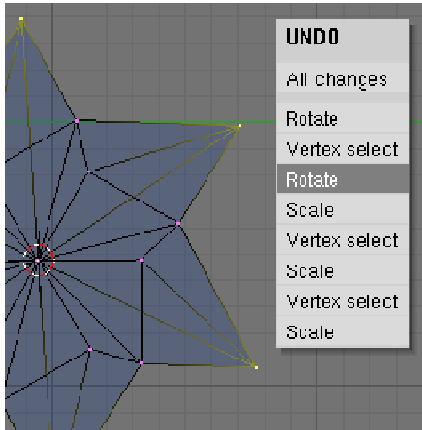 UNDO
All changes
Rotate
Vertex select
Rotate
Scale
Vertex select
Scale
Vertex select
Scale